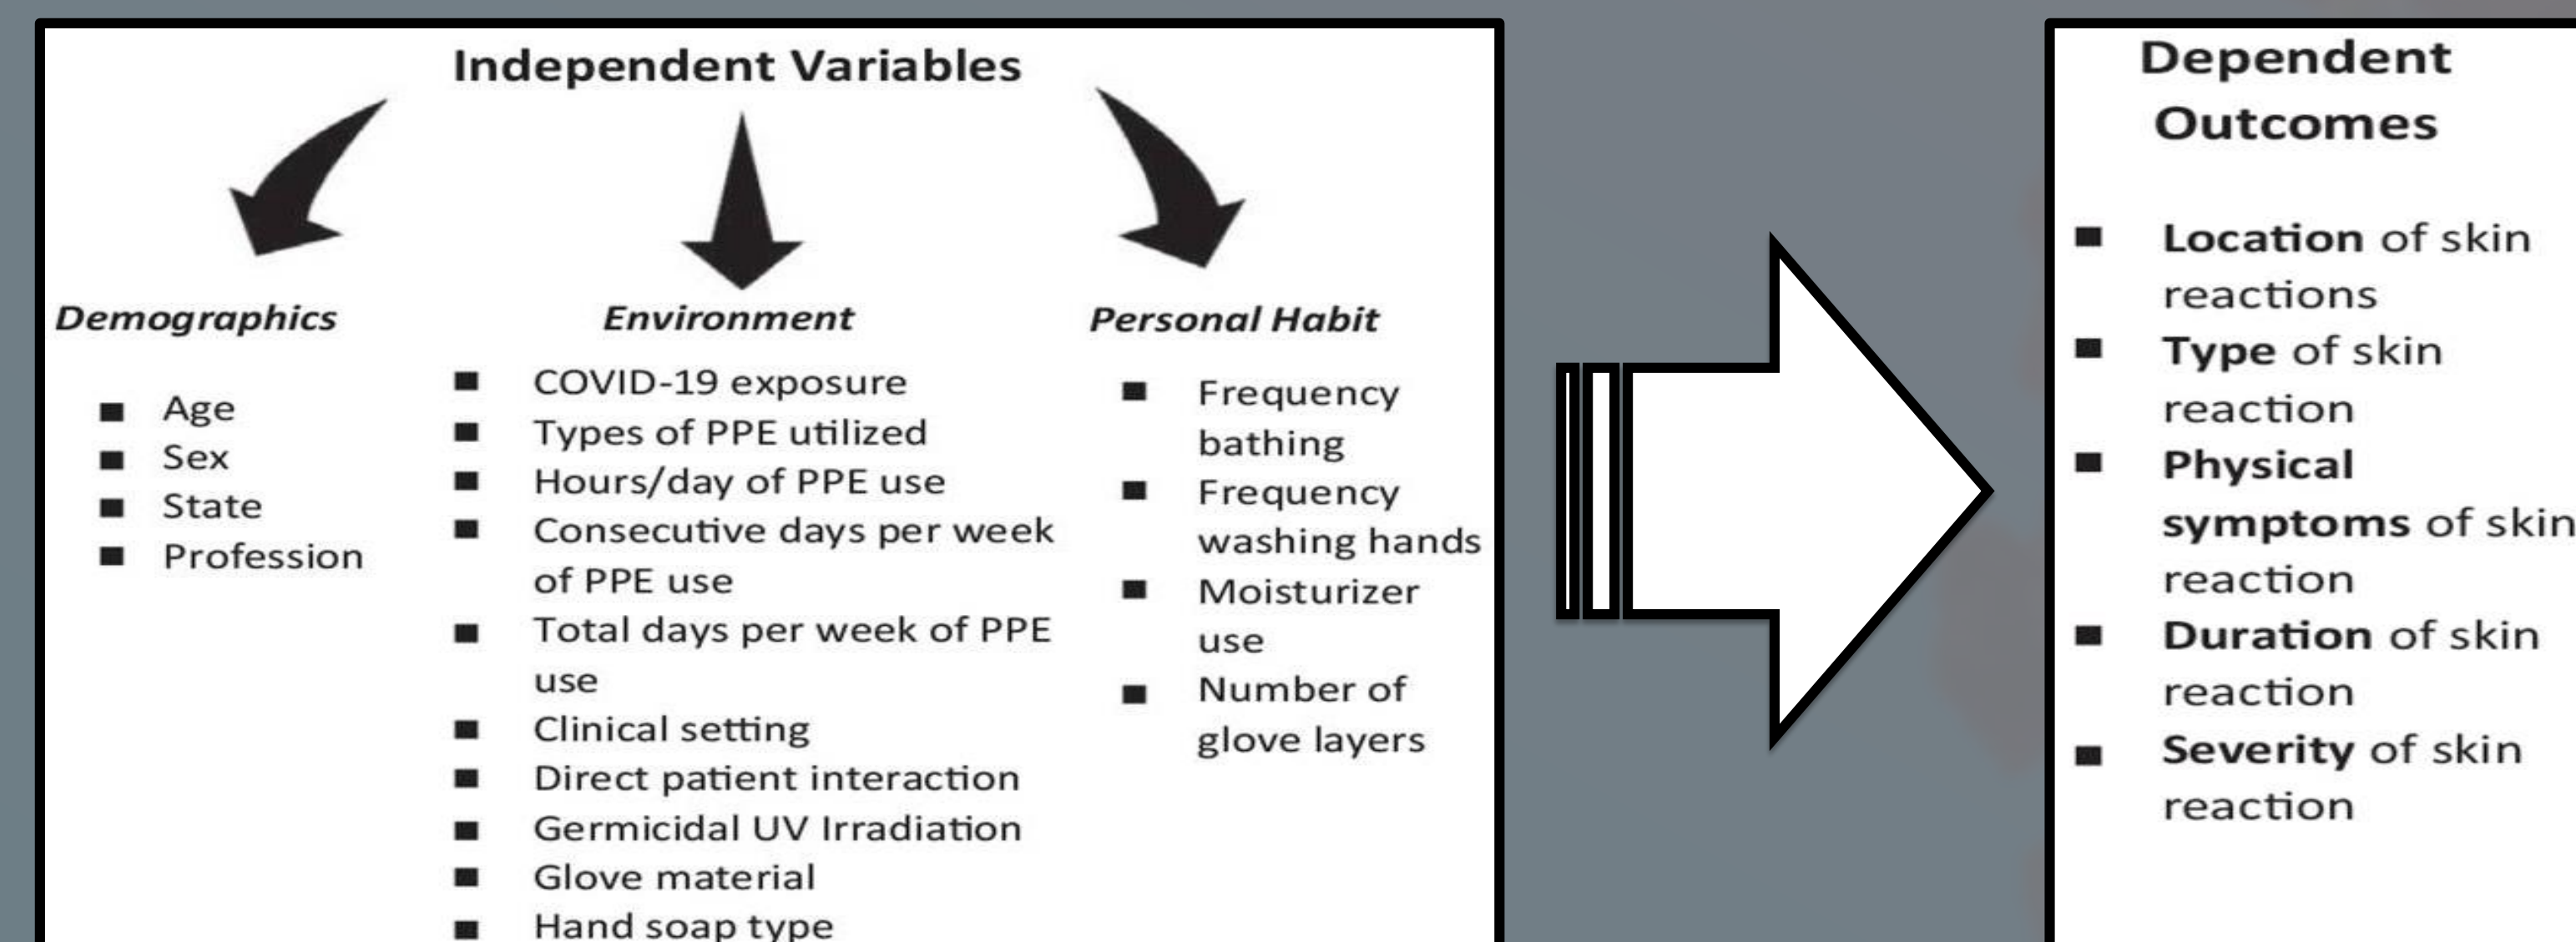 Independent Variables
Demographics
■ Age
■ Sex
■ State
■ Profession
Environment
■ COVID-19 exposure
■ Types of PPE utilized
■ Hours/day of PPE use
■ Consecutive days per week
of PPE use
■ Total days per week of PPE
use
■ Clinical setting
■ Direct patient interaction
■ Germicidal UV Irradiation
■ Glove material
■ Hand soap type
Personal Habit
■ Frequency
bathing
■ Frequency
washing hands
■ Moisturizer
use
■ Number of
glove layers
Dependent
Outcomes
■ Location of skin
reactions
■ Type of skin
reaction
■ Physical
symptoms of skin
reaction
■ Duration of skin
reaction
■ Severity of skin
reaction